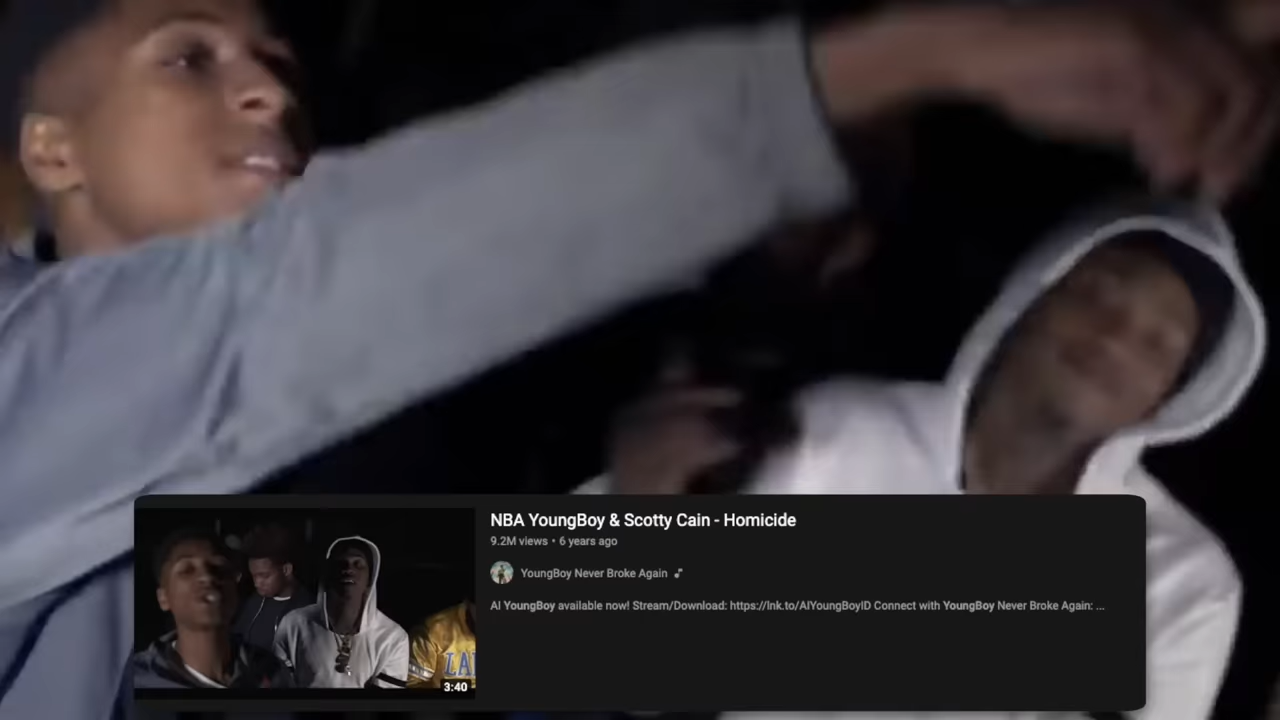 NBA YoungBoy & Scotty Cain - Homicide
9.2M views • 6 years ago
YoungBoy Never Broke Again
AI YoungBoy available now! Stream/Download: https://lnk.to/AIYoungBoyID Connect with YoungBoy Never Broke Again: ...
LA
3:40